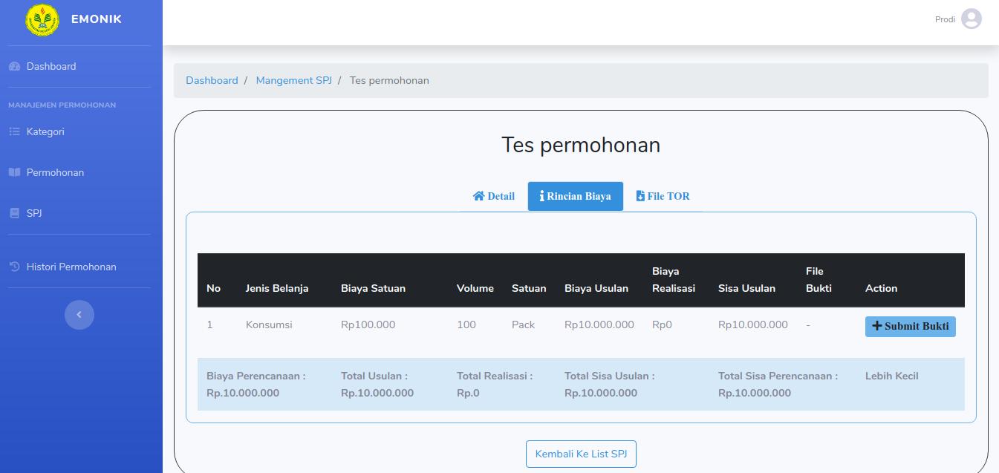 EMONIK
Prodi
Dashboard
MANAJEMEN PERMOHONAN
Kategori
Permohonan
SPJ
Histori Permohonan
Dashboard / Mangement SPJ / Tes permohonan
Tes permohonan
Detail
Rincian Biaya
File TOR
No Jenis Belanja Biaya Satuan Volume Satuan Biaya Usulan Biaya Realisasi Sisa Usulan File Bukti Action
1 Konsumsi Rp100.000 100 Pack Rp10.000.000 Rp0 Rp10.000.000 - Submit Bukti
Biaya Perencanaan : Total Usulan : Total Realisasi : Total Sisa Usulan : Total Sisa Perencanaan : Lebih Kecil
Rp.10.000.000 Rp.10.000.000 Rp.0 Rp.10.000.000 Rp.10.000.000
Kembali Ke List SPJ